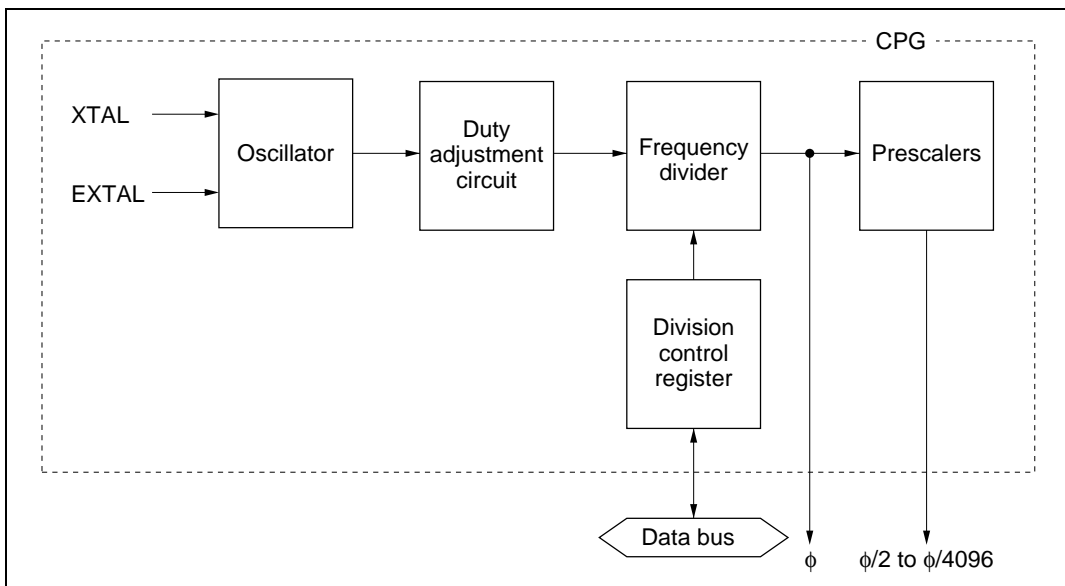 CPG
XTAL
EXTAL
Oscillator
Duty
adjustment
circuit
Frequency
divider
Prescalers
Division
control
register
Data bus
ϕ
ϕ/2 to ϕ/4096